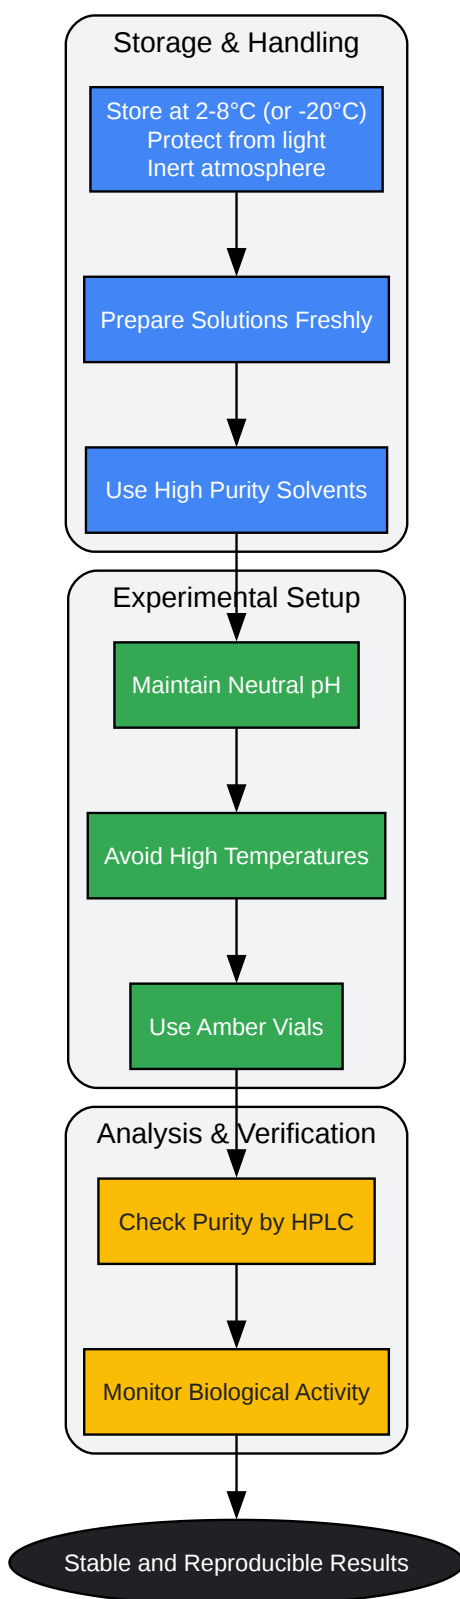 Storage & Handling
Store at 2-8°C (or -20°C)
Protect from light
Inert atmosphere
Prepare Solutions Freshly
Use High Purity Solvents
Experimental Setup
Maintain Neutral pH
Avoid High Temperatures
Use Amber Vials
Analysis & Verification
Check Purity by HPLC
Monitor Biological Activity
Stable and Reproducible Results